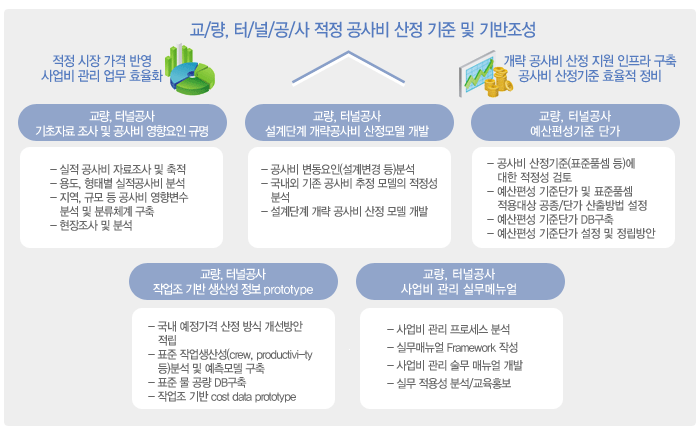 교/량, 터/널/공/사 적정 공사비 산정 기준 및 기반조성
적정 시장 가격 반영
사업비 관리 업무 효율화
개략 공사비 산정 지원 인프라 구축
공사비 산정기준 효율적 정비
교량, 터널공사
기초자료 조사 및 공사비 영향요인 규명
– 실적 공사비 자료조사 및 축적
– 용도, 형태별 실적공사비 분석
– 지역, 규모 등 공사비 영향변수
분석 및 분류체계 구축
– 현장조사 및 분석
교량, 터널공사
설계단계 개략공사비 산정모델 개발
– 공사비 변동요인(설계변경 등)분석
– 국내외 기존 공사비 추정 모델의 적정성
분석
– 설계단계 개략 공사비 산정 모델 개발
교량, 터널공사
예산편성기준 단가
– 공사비 산정기준(표준품셈 등)에
대한 적정성 검토
– 예산편성 기준단가 및 표준품셈
적용대상 공종/단가 산출방법 설정
– 예산편성 기준단가 DB구축
– 예산편성 기준단가 설정 및 정립방안
교량, 터널공사
작업조 기반 생산성 정보 prototype
– 국내 예정가격 산정 방식 개선방안
적립
– 표준 작업생산성(crew, productivi–ty
등)분석 및 예측모델 구축
– 표준 물 공량 DB구축
– 작업조 기반 cost data prototype
교량, 터널공사
사업비 관리 실무메뉴얼
– 사업비 관리 프로세스 분석
– 실무매뉴얼 Framework 작성
– 사업비 관리 술무 매뉴얼 개발
– 실무 적용성 분석/교육홍보